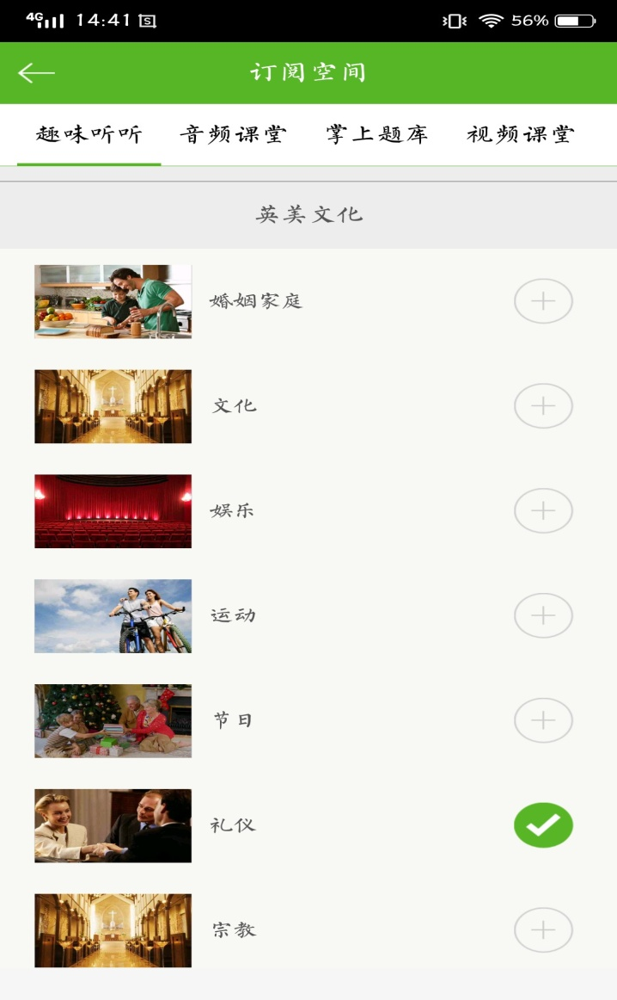 4G 14:41 56%
订阅空间
趣味听听 音频课堂 掌上题库 视频课堂
英美文化
婚姻家庭
文化
娱乐
运动
节日
礼仪
宗教